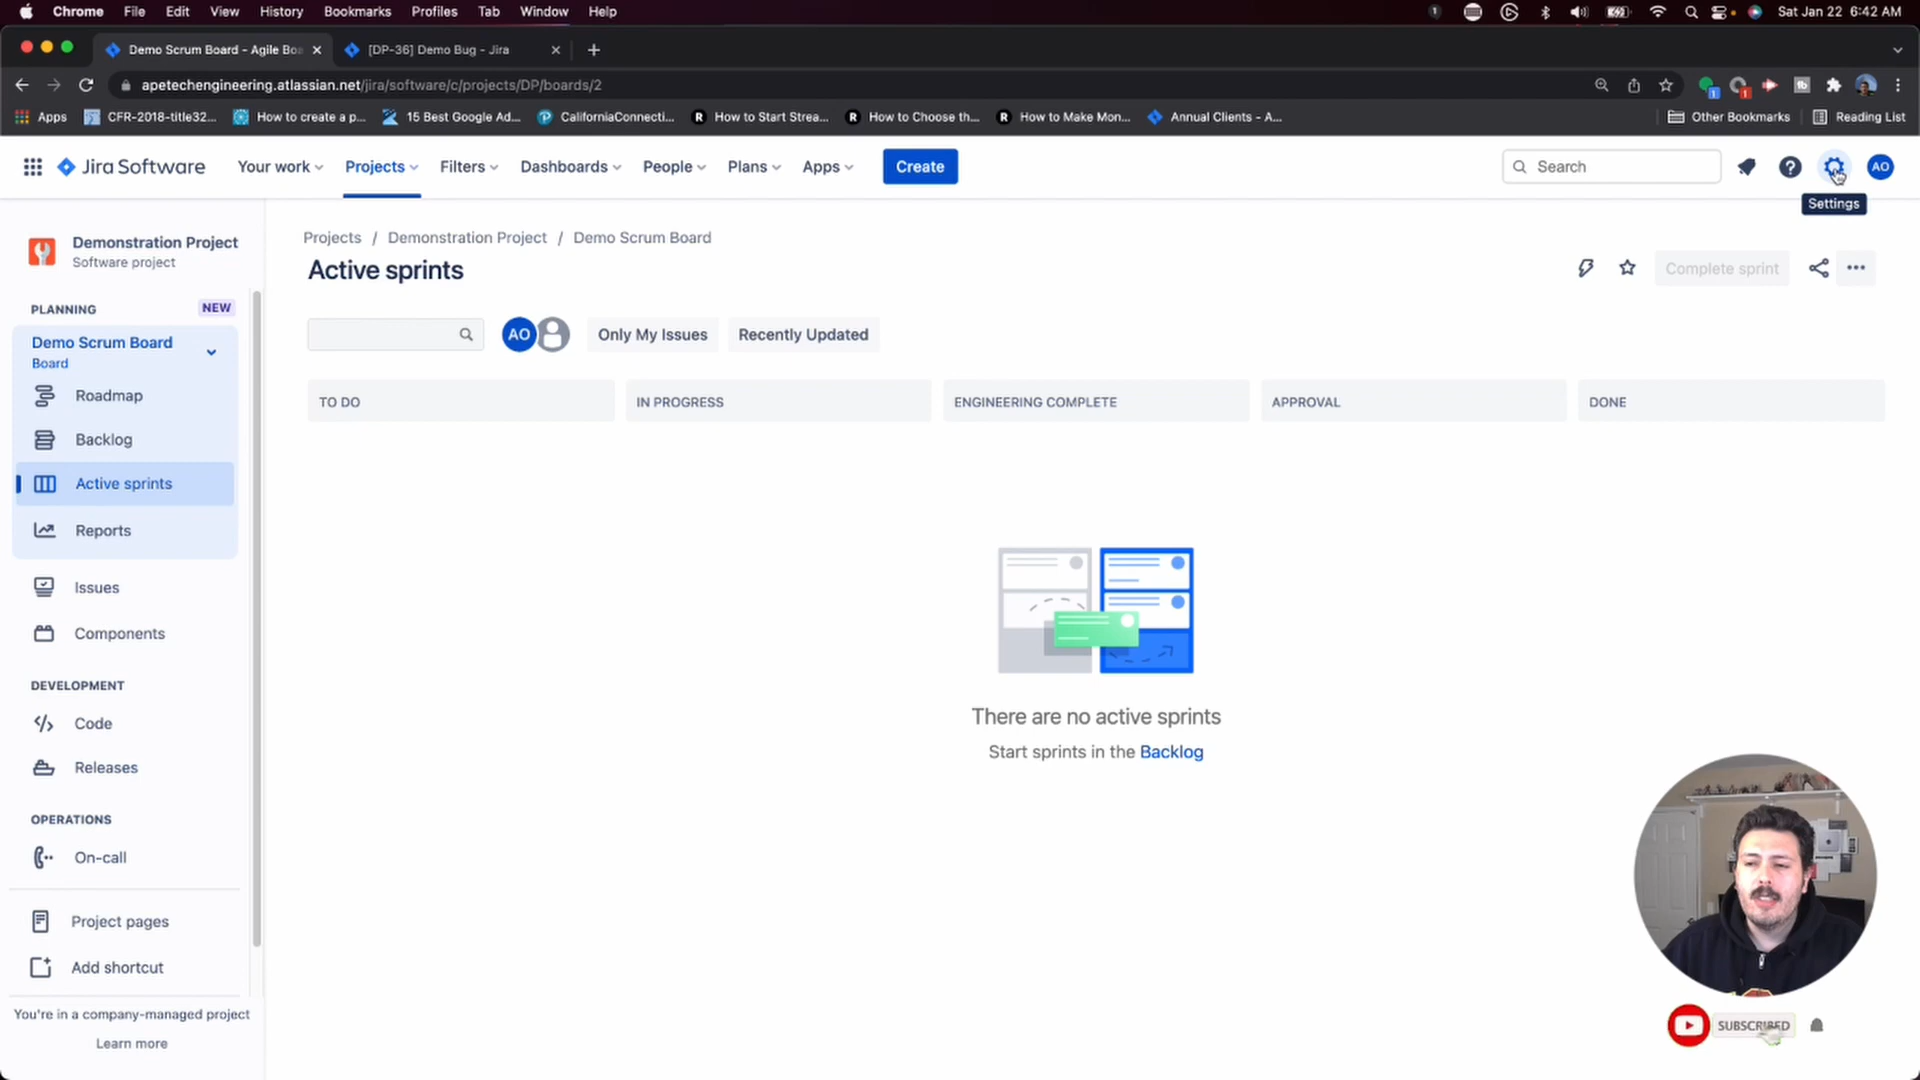 Chrome File Edit View History Bookmarks Profiles Tab Window Help
Sat Jan 22 6:42 AM
Demo Scrum Board - Agile Boa
[DP-36] Demo Bug - Jira
apetechengineering.atlassian.net/jira/software/c/projects/DP/boards/2
Apps CFR-2018-title32... How to create a p... 15 Best Google Ad... CaliforniaConnecti... How to Start Strea... How to Choose th... How to Make Mon... Annual Clients - A... Other Bookmarks Reading List
Jira Software Your work Projects Filters Dashboards People Plans Apps Create Search AO
Settings
Demonstration Project
Software project
Projects / Demonstration Project / Demo Scrum Board
Active sprints
Complete sprint
PLANNING NEW
Demo Scrum Board
Board
AO Only My Issues Recently Updated
Roadmap
Backlog
Active sprints
Reports
Issues
Components
DEVELOPMENT
Code
Releases
OPERATIONS
On-call
Project pages
Add shortcut
You're in a company-managed project
Learn more
TO DO IN PROGRESS ENGINEERING COMPLETE APPROVAL DONE
There are no active sprints
Start sprints in the Backlog
SUBSCRIBED